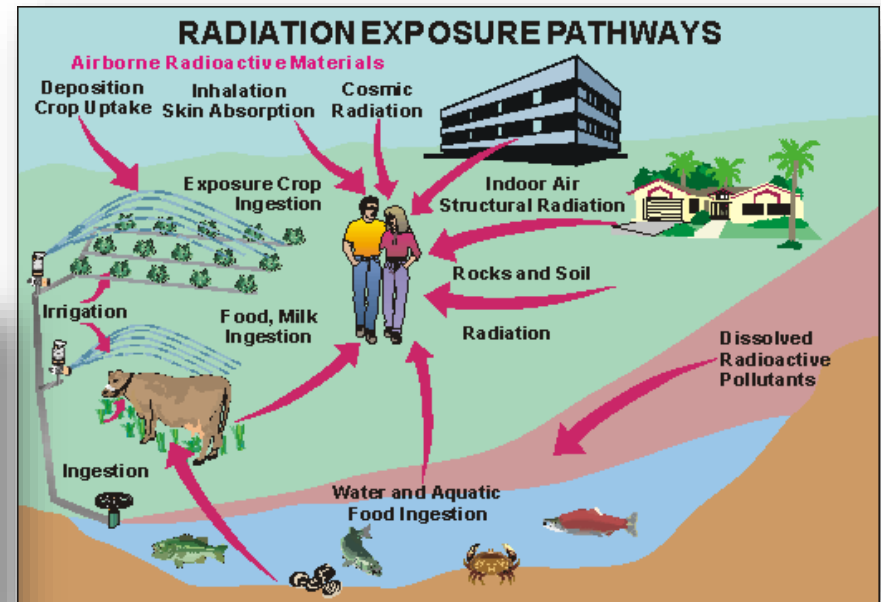 RADIATION EXPOSURE PATHWAYS
Airborne Radioactive Materials
Deposition
Crop Uptake
Inhalation
Skin Absorption
Cosmic
Radiation
Exposure Crop
Ingestion
Indoor Air
Structural Radiation
Rocks and Soil
Irrigation
Food, Milk
Ingestion
Radiation
Dissolved
Radioactive
Pollutants
Ingestion
Water and Aquatic
Food Ingestion